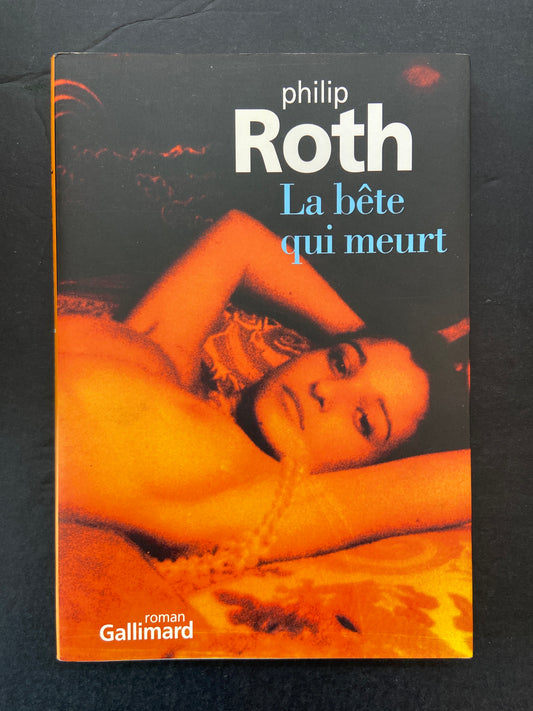 philip
Roth
La bête
qui meurt
roman
Gallimard